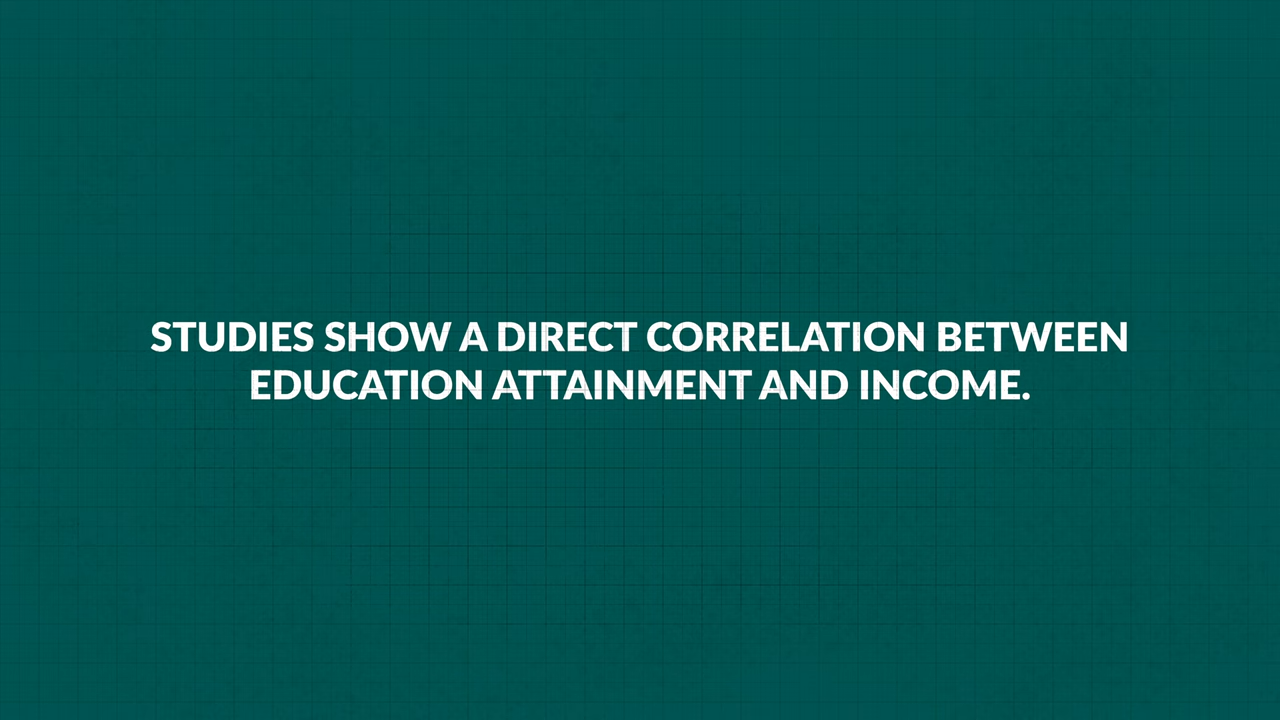 STUDIES SHOW A DIRECT CORRELATION BETWEEN
EDUCATION ATTAINMENT AND INCOME.